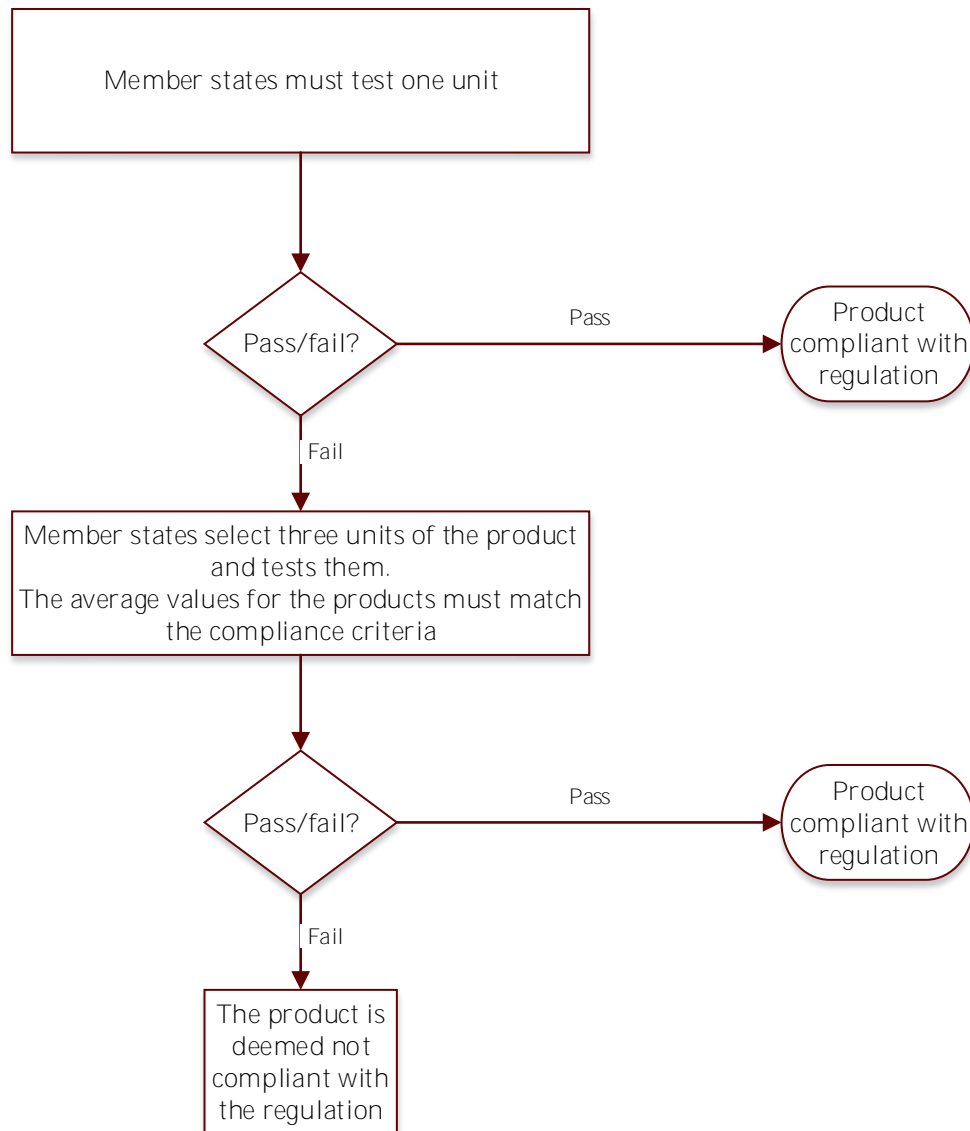 Member states must test one unit
Pass/fail?
Pass
Product
compliant with
regulation
Fail
Member states select three units of the product
and tests them.
The average values for the products must match
the compliance criteria
Pass/fail?
Pass
Product
compliant with
regulation
Fail
The product is
deemed not
compliant with
the regulation